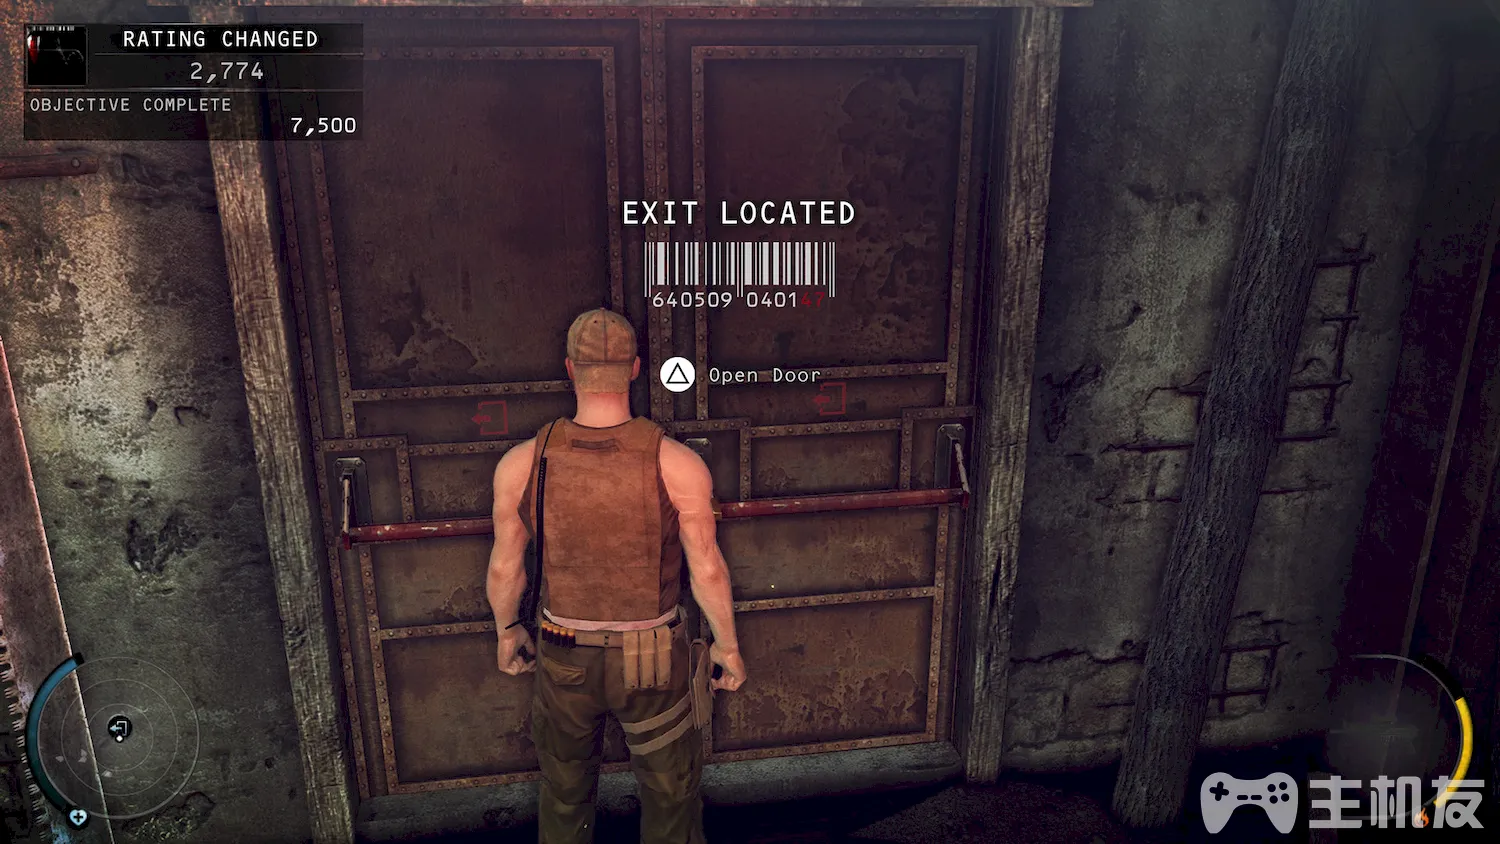 RATING CHANGED
2,774
OBJECTIVE COMPLETE
7,500
EXIT LOCATED
640509 040147
Open Door
主机友